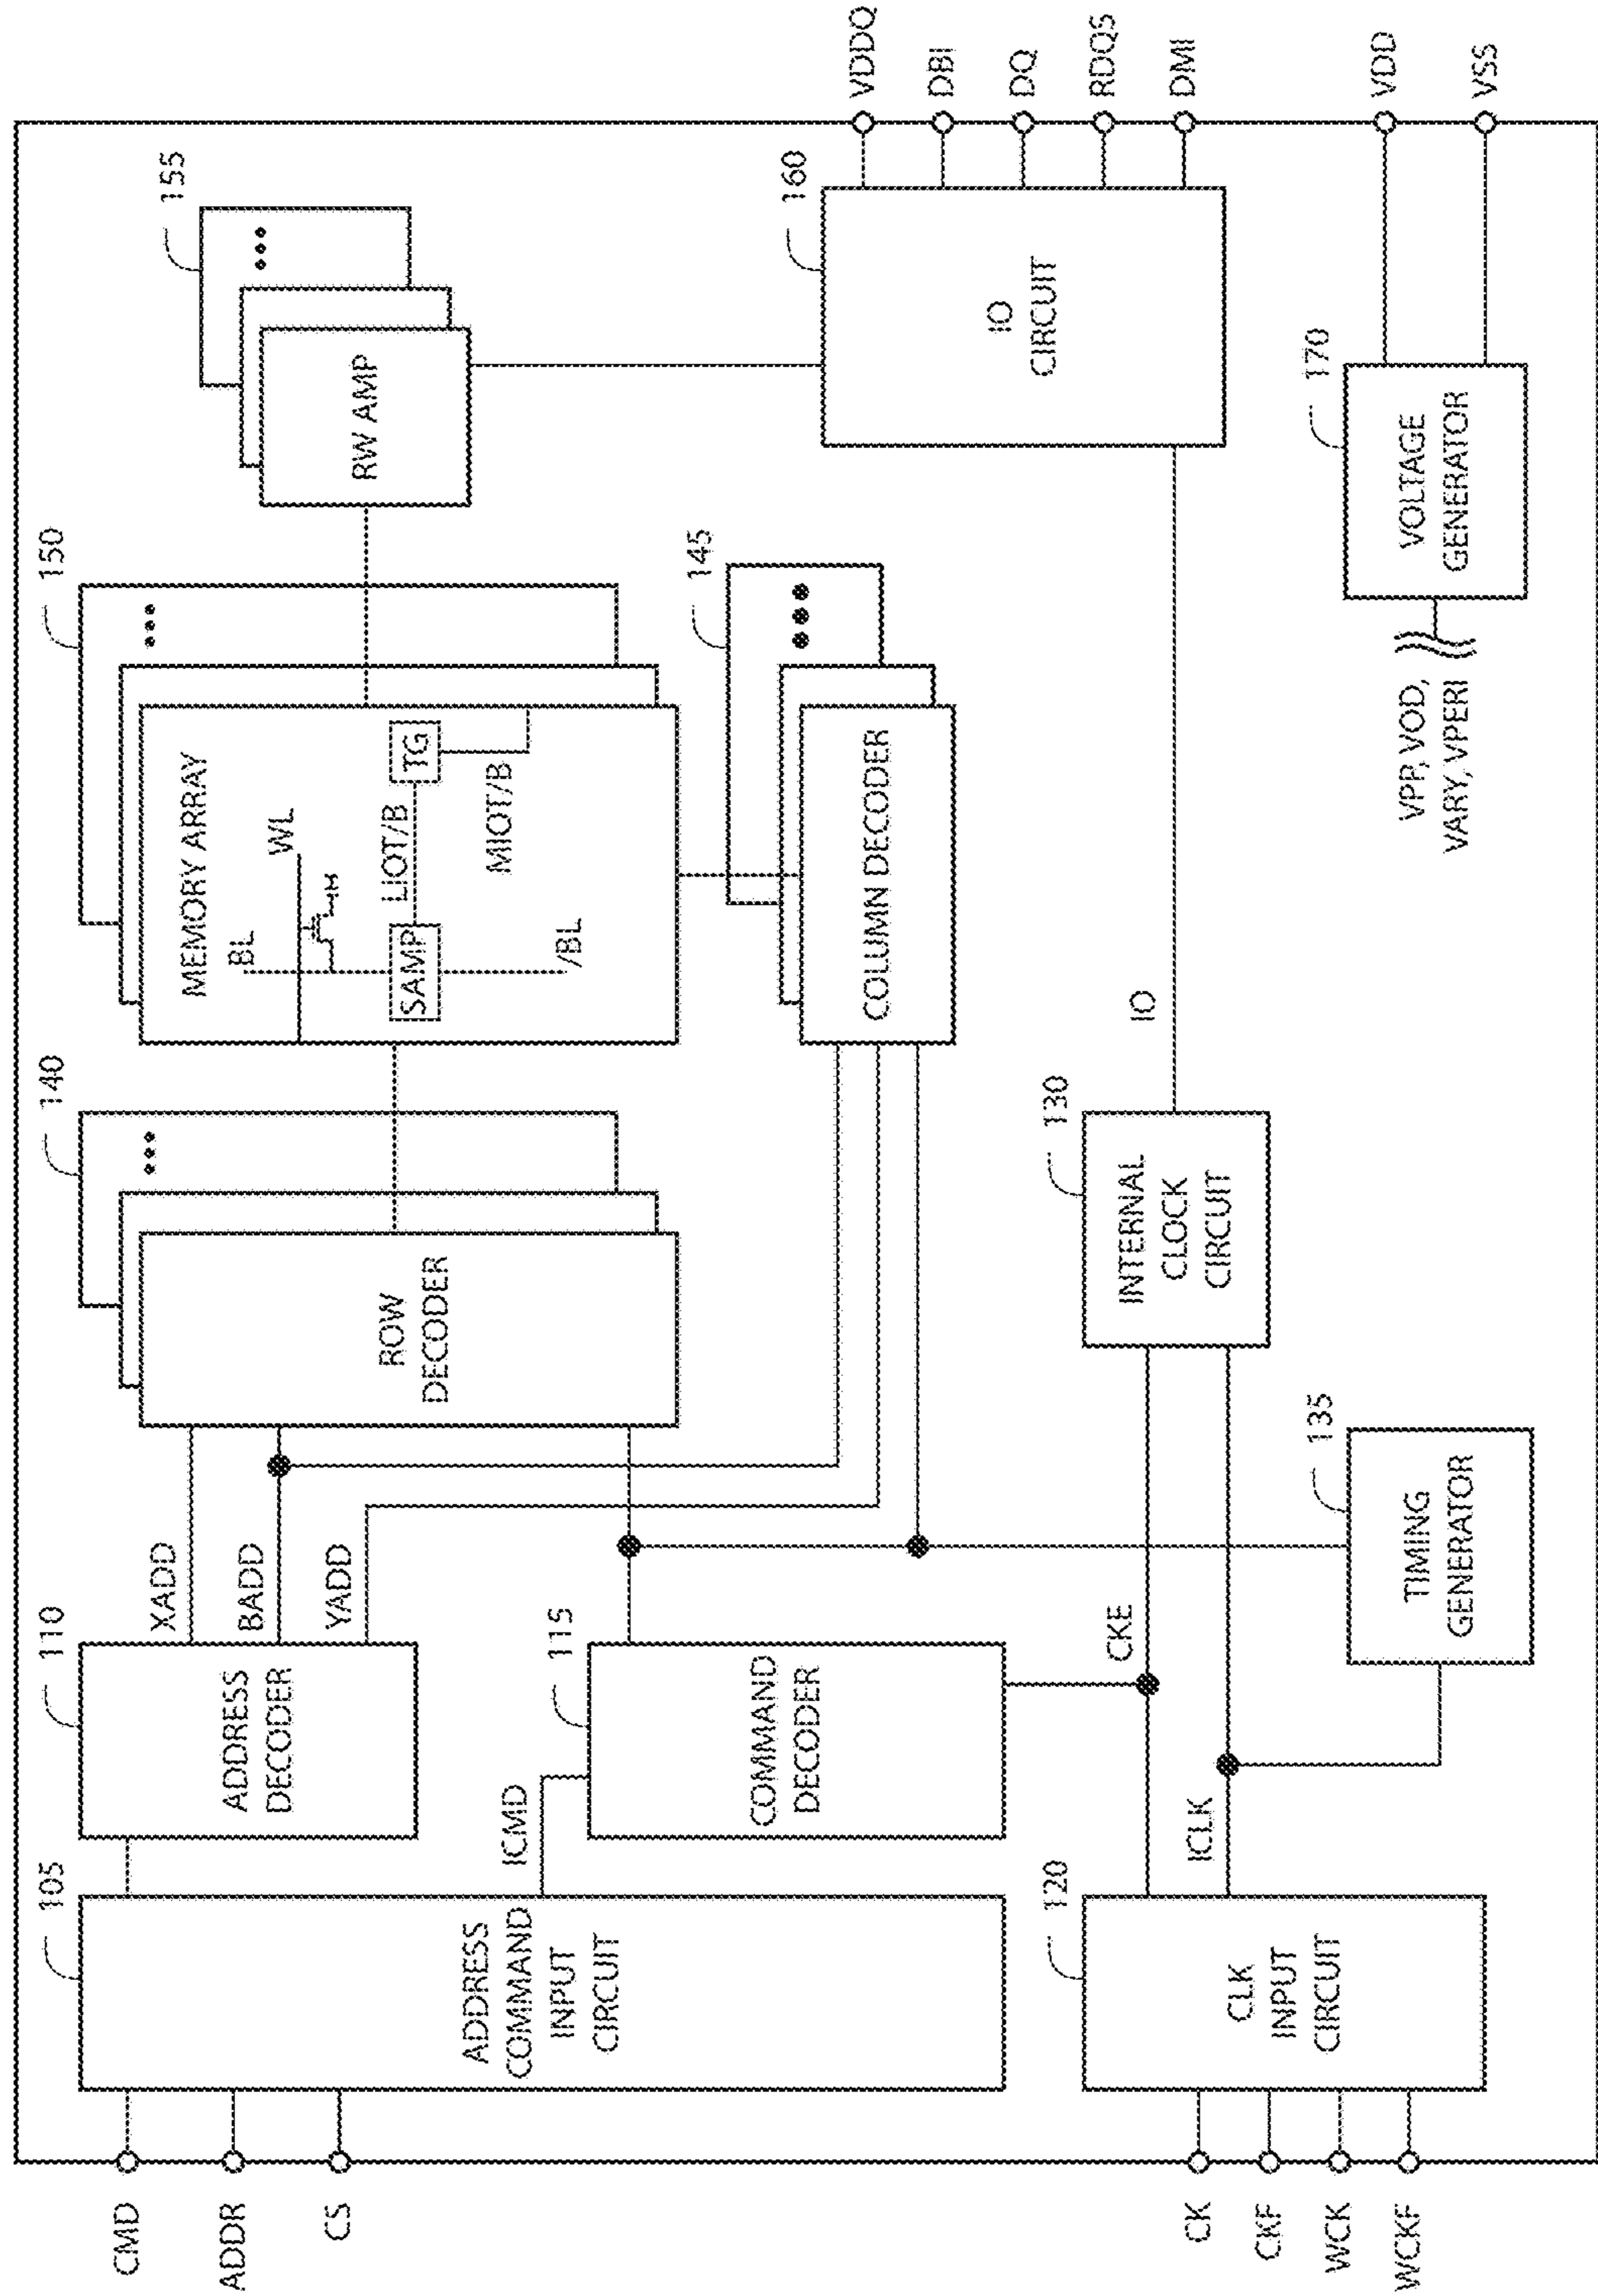 CMD
ADDR
CS
CK
CKF
WCK
WCKF
105
ADDRESS
COMMAND
INPUT
CIRCUIT
110
ADDRESS
DECODER
XADD
BADD
YADD
ICMD
115
COMMAND
DECODER
120
CLK
INPUT
CIRCUIT
CKE
ICLK
130
INTERNAL
CLOCK
CIRCUIT
135
TIMING
GENERATOR
140
ROW
DECODER
150
MEMORY ARRAY
BL
WL
SAMP
LIOT/B
TG
MIOT/B
/BL
145
COLUMN DECODER
155
RW AMP
160
IO
CIRCUIT
IO
170
VOLTAGE
GENERATOR
VPP, VOD,
VARY, VPERI
VDDQ
DBI
DQ
RDQS
DMI
VDD
VSS